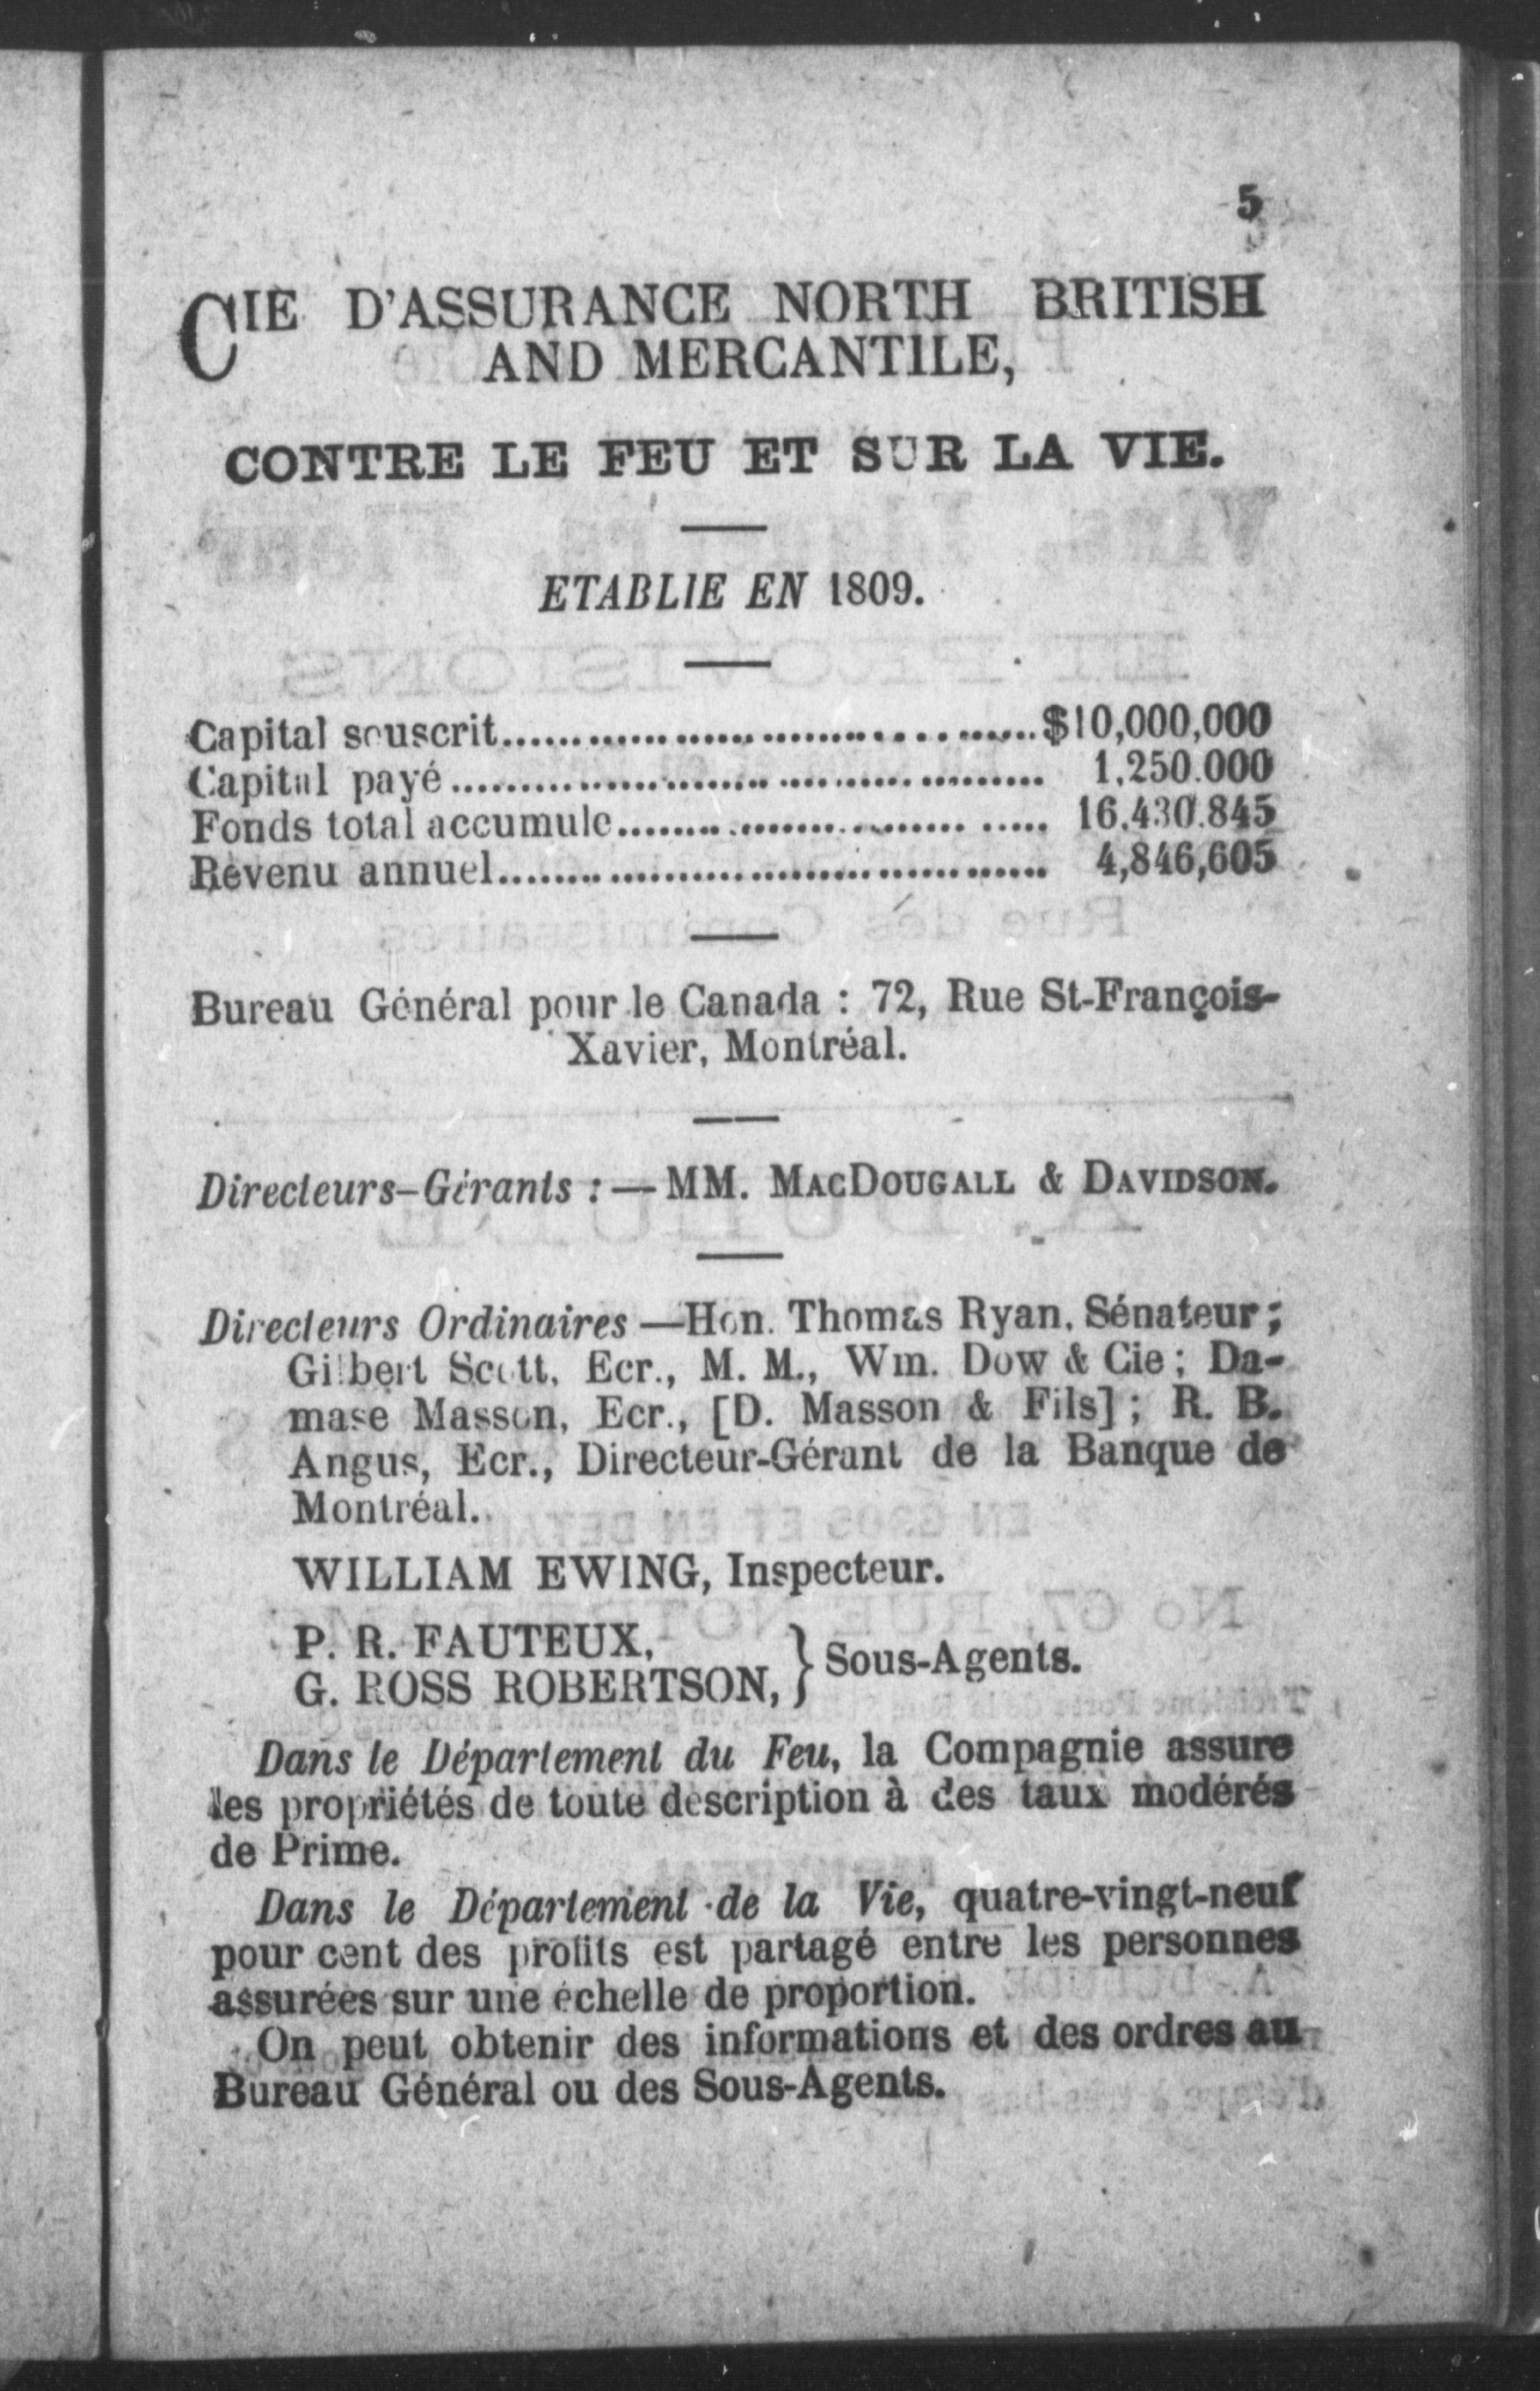 5
CIE D'ASSURANCE NORTH BRITISH
AND MERCANTILE,
CONTRE LE FEU ET SUR LA VIE.
ETABLIE EN 1809.
Capital souscrit........................................$10,000,000
Capital payé........................................ 1,250.000
Fonds total accumule........................................ 16,430.845
Revenu annuel........................................ 4,846,605
Bureau Général pour le Canada : 72, Rue St-François-
Xavier, Montréal.
Directeurs-Gérants :—MM. MACDOUGALL & DAVIDSON.
Directeurs Ordinaires—Hon. Thomas Ryan, Sénateur;
Gilbert Scott, Ecr., M. M., Wm. Dow & Cie; Da-
mase Masson, Ecr., [D. Masson & Fils]; R. B.
Angus, Ecr., Directeur-Gérant de la Banque de
Montréal.
WILLIAM EWING, Inspecteur.
P. R. FAUTEUX,
G. ROSS ROBERTSON, } Sous-Agents.
Dans le Département du Feu, la Compagnie assure
les propriétés de toute description à des taux modérés
de Prime.
Dans le Département de la Vie, quatre-vingt-neuf
pour cent des profits est partagé entre les personnes
assurées sur une échelle de proportion.
On peut obtenir des informations et des ordres au
Bureau Général ou des Sous-Agents.